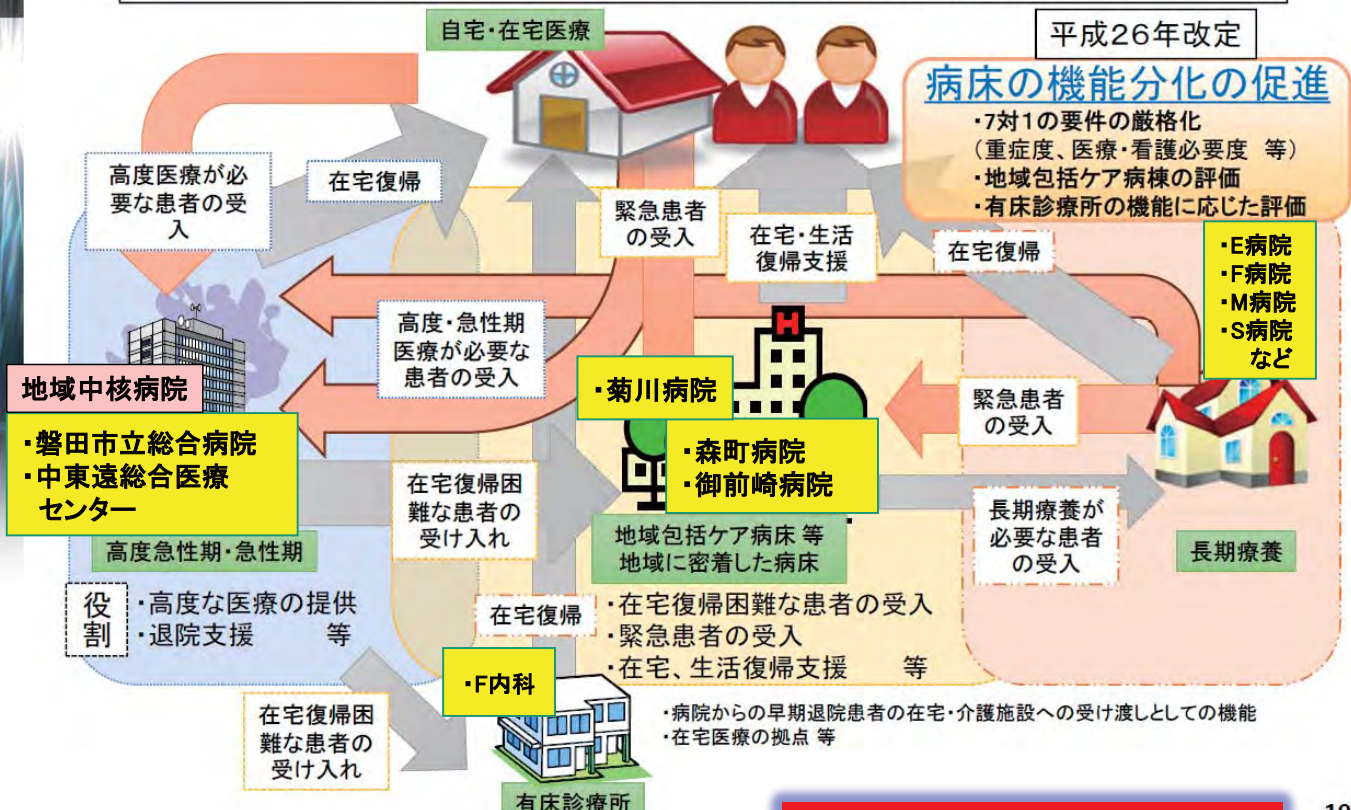 自宅・在宅医療
平成26年改定
病床の機能分化の促進
・7対1の要件の厳格化
（重症度、医療・看護必要度 等）
・地域包括ケア病棟の評価
・有床診療所の機能に応じた評価
高度医療が必
要な患者の受
入
在宅復帰
緊急患者
の受入
在宅・生活
復帰支援
在宅復帰
・E病院
・F病院
・M病院
・S病院
など
高度・急性期
医療が必要な
患者の受入
地域中核病院
・磐田市立総合病院
・中東遠総合医療
センター
高度急性期・急性期
H
・菊川病院
・森町病院
・御前崎病院
緊急患者
の受入
在宅復帰困
難な患者の
受け入れ
地域包括ケア病床 等
地域に密着した病床
長期療養が
必要な患者
の受入
長期療養
役
割
・高度な医療の提供
・退院支援 等
在宅復帰
・在宅復帰困難な患者の受入
・緊急患者の受入
・在宅、生活復帰支援 等
・F内科
在宅復帰困
難な患者の
受け入れ
・病院からの早期退院患者の在宅・介護施設への受け渡しとしての機能
・在宅医療の拠点 等
有床診療所